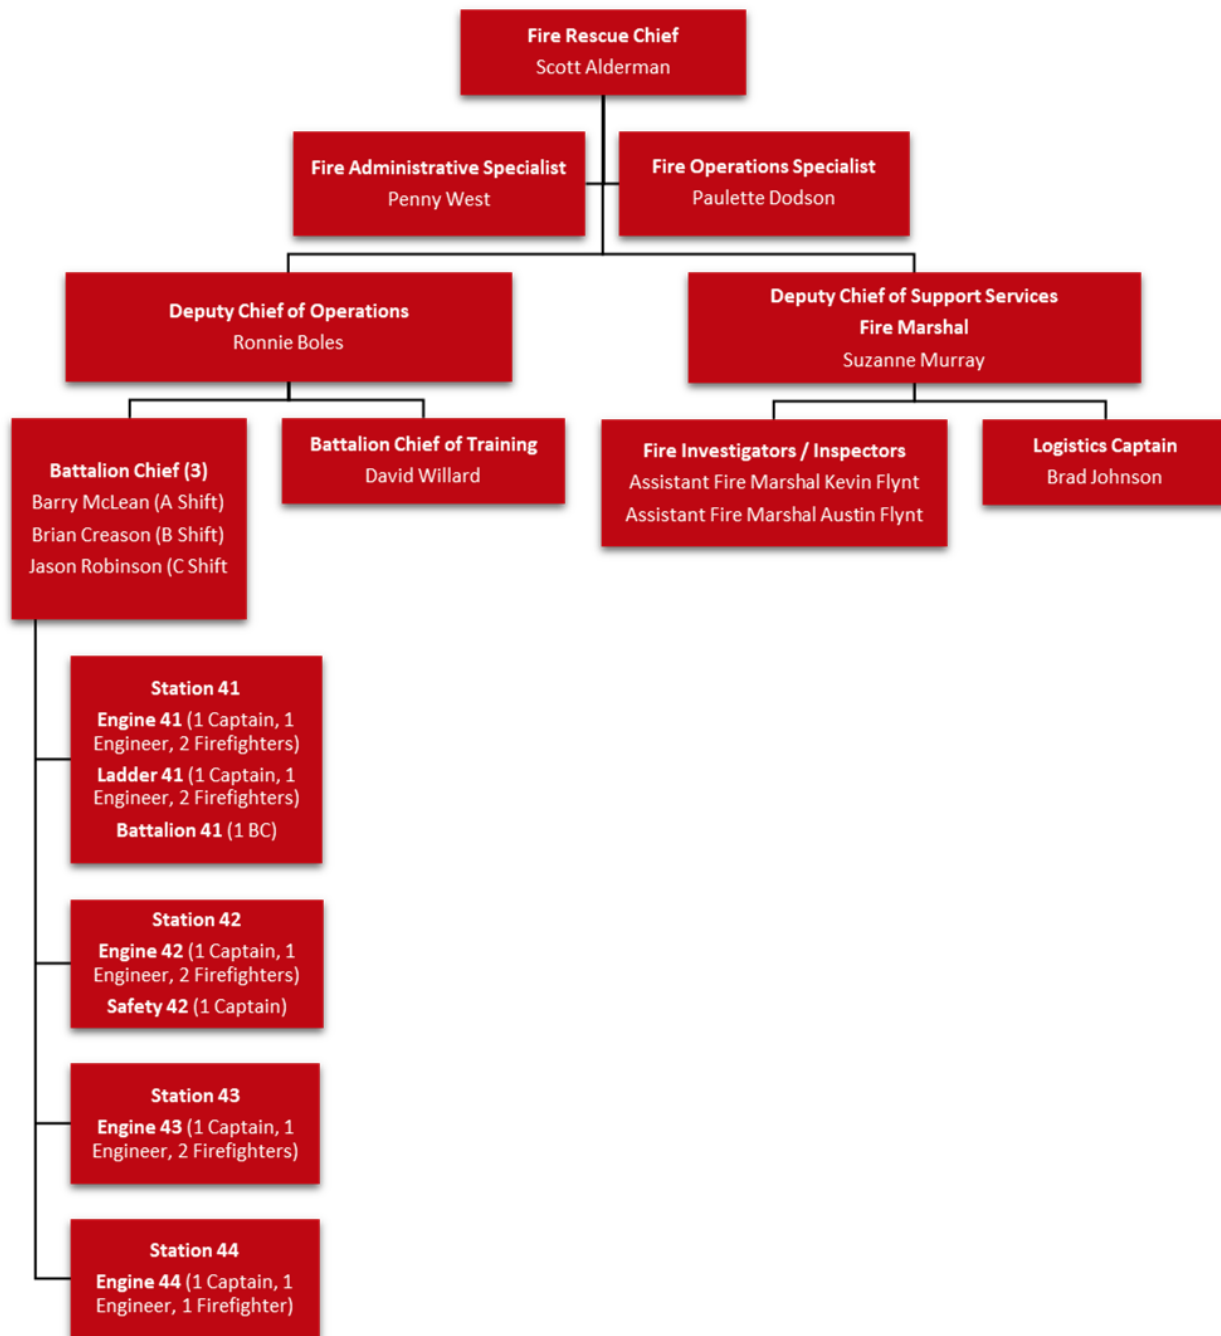 Fire Rescue Chief
Scott Alderman
Fire Administrative Specialist
Penny West
Fire Operations Specialist
Paulette Dodson
Deputy Chief of Operations
Ronnie Boles
Deputy Chief of Support Services
Fire Marshal
Suzanne Murray
Battalion Chief (3)
Barry McLean (A Shift)
Brian Creason (B Shift)
Jason Robinson (C Shift
Battalion Chief of Training
David Willard
Fire Investigators / Inspectors
Assistant Fire Marshal Kevin Flynt
Assistant Fire Marshal Austin Flynt
Logistics Captain
Brad Johnson
Station 41
Engine 41 (1 Captain, 1
Engineer, 2 Firefighters)
Ladder 41 (1 Captain, 1
Engineer, 2 Firefighters)
Battalion 41 (1 BC)
Station 42
Engine 42 (1 Captain, 1
Engineer, 2 Firefighters)
Safety 42 (1 Captain)
Station 43
Engine 43 (1 Captain, 1
Engineer, 2 Firefighters)
Station 44
Engine 44 (1 Captain, 1
Engineer, 1 Firefighter)